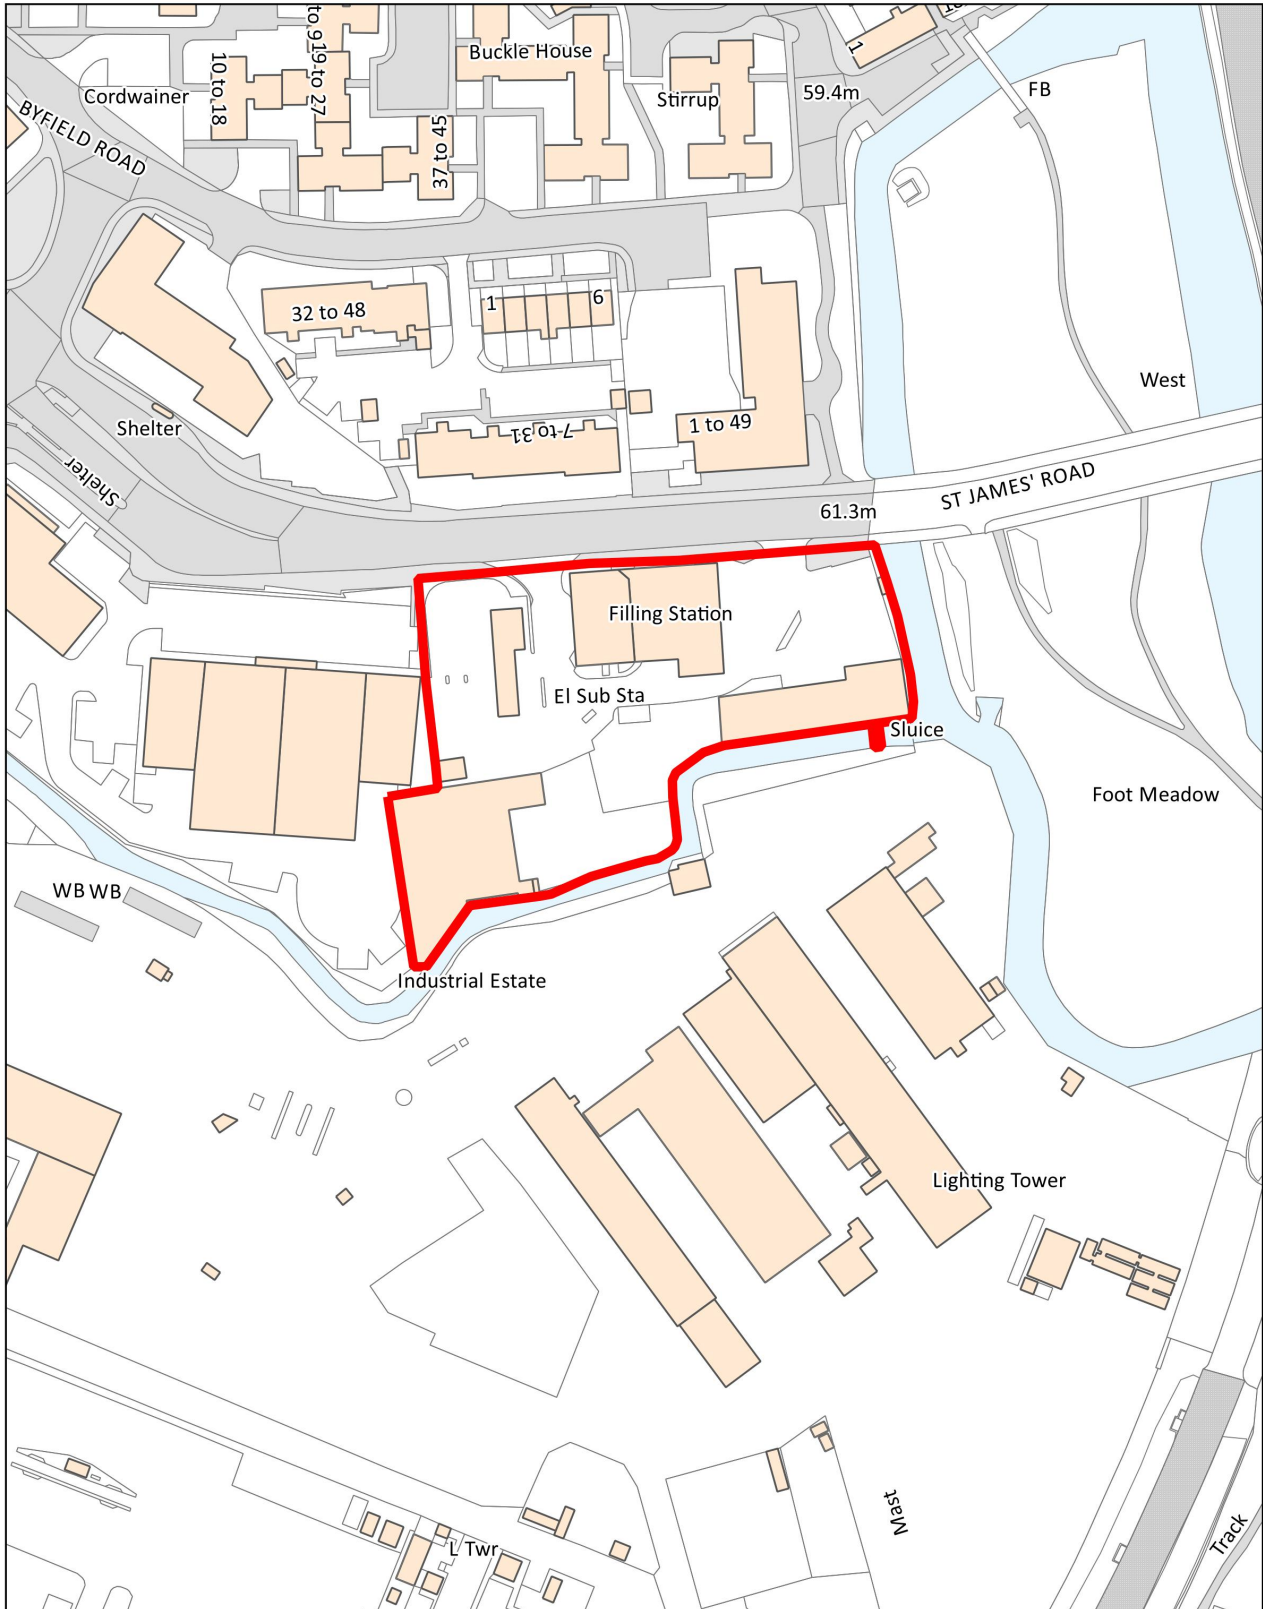 to 9
19 to 27
10 to 18
Cordwainer
Buckle House
Stirrup
1
59.4m
FB
BYFIELD ROAD
37 to 45
32 to 48
1
6
West
Shelter
7 to 31
1 to 49
Shelter
ST JAMES' ROAD
61.3m
Filling Station
El Sub Sta
Sluice
Foot Meadow
WB
WB
Industrial Estate
Lighting Tower
Mast
L Twr
Track